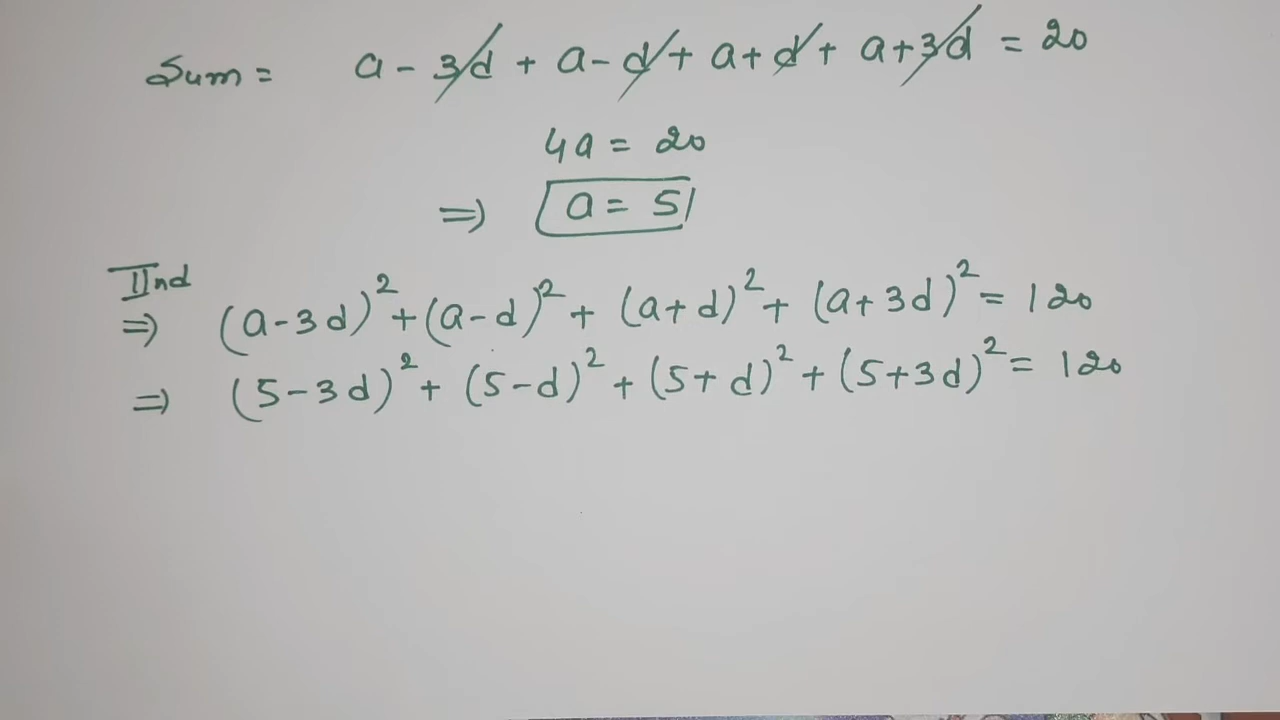 Sum = a - 3d + a - d + a + d + a + 3d = 20
4a = 20
⇒ a = 5
IInd
⇒ (a - 3d)² + (a - d)² + (a + d)² + (a + 3d)² = 120
⇒ (5 - 3d)² + (5 - d)² + (5 + d)² + (5 + 3d)² = 120